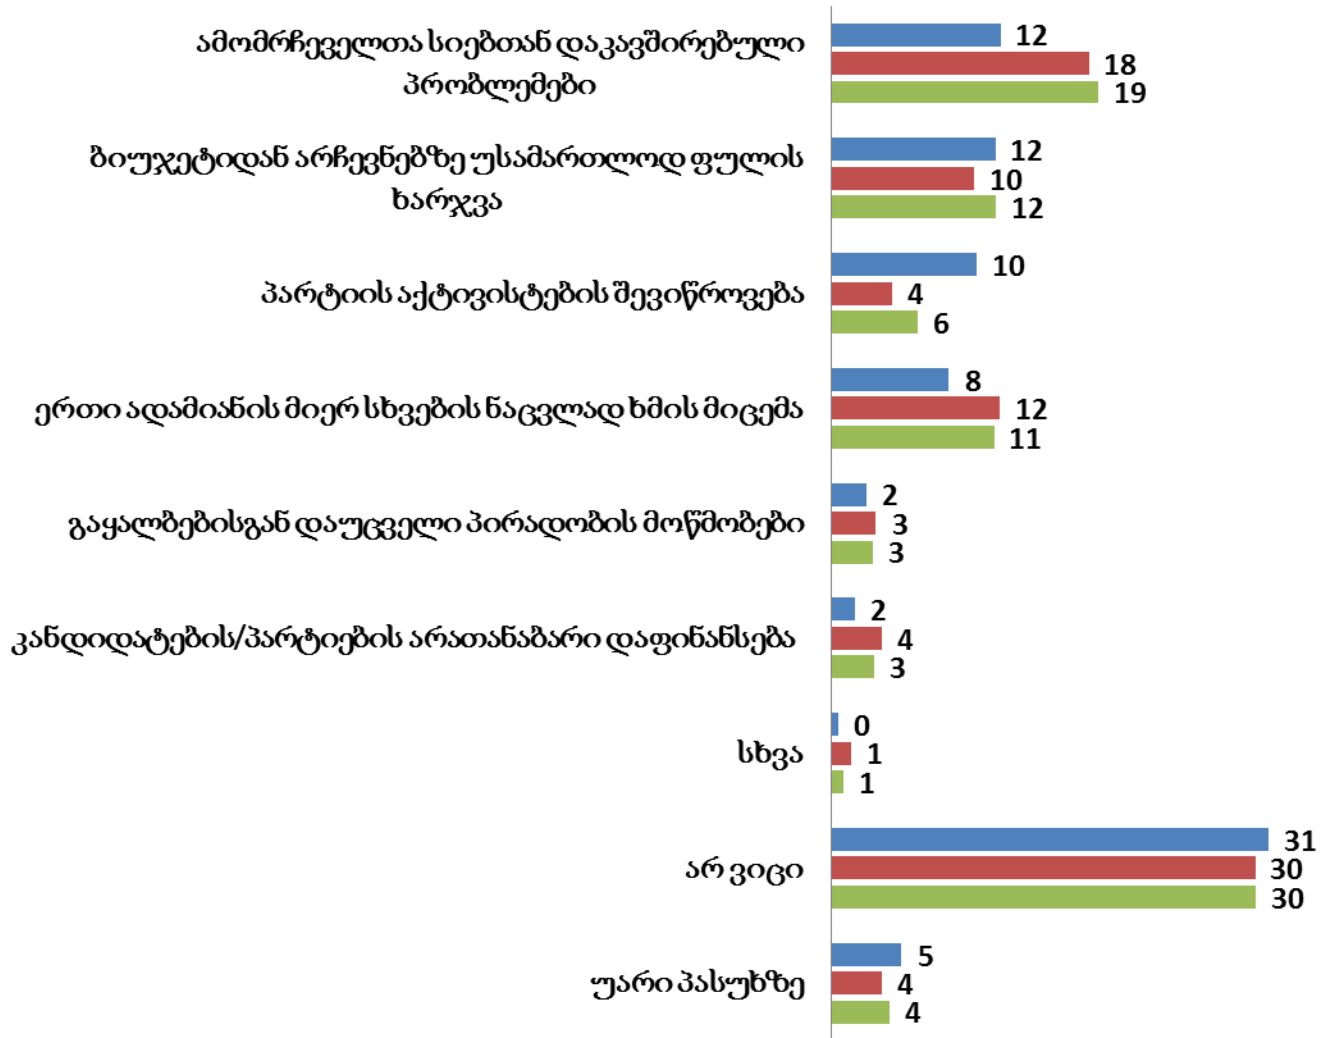 ამომრჩეველთა სიებთან დაკავშირებული
პრობლემები
12
18
19
ბიუჯეტიდან არჩევნებზე უსამართლოდ ფულის
ხარჯვა
12
10
12
პარტიის აქტივისტების შევიწროვება
10
4
6
ერთი ადამიანის მიერ სხვების ნაცვლად ხმის მიცემა
8
12
11
გაყალბებისგან დაუცველი პირადობის მოწმობები
2
3
3
კანდიდატების/პარტიების არათანაბარი დაფინანსება
2
4
3
სხვა
0
1
1
არ ვიცი
31
30
30
უარი პასუხზე
5
4
4